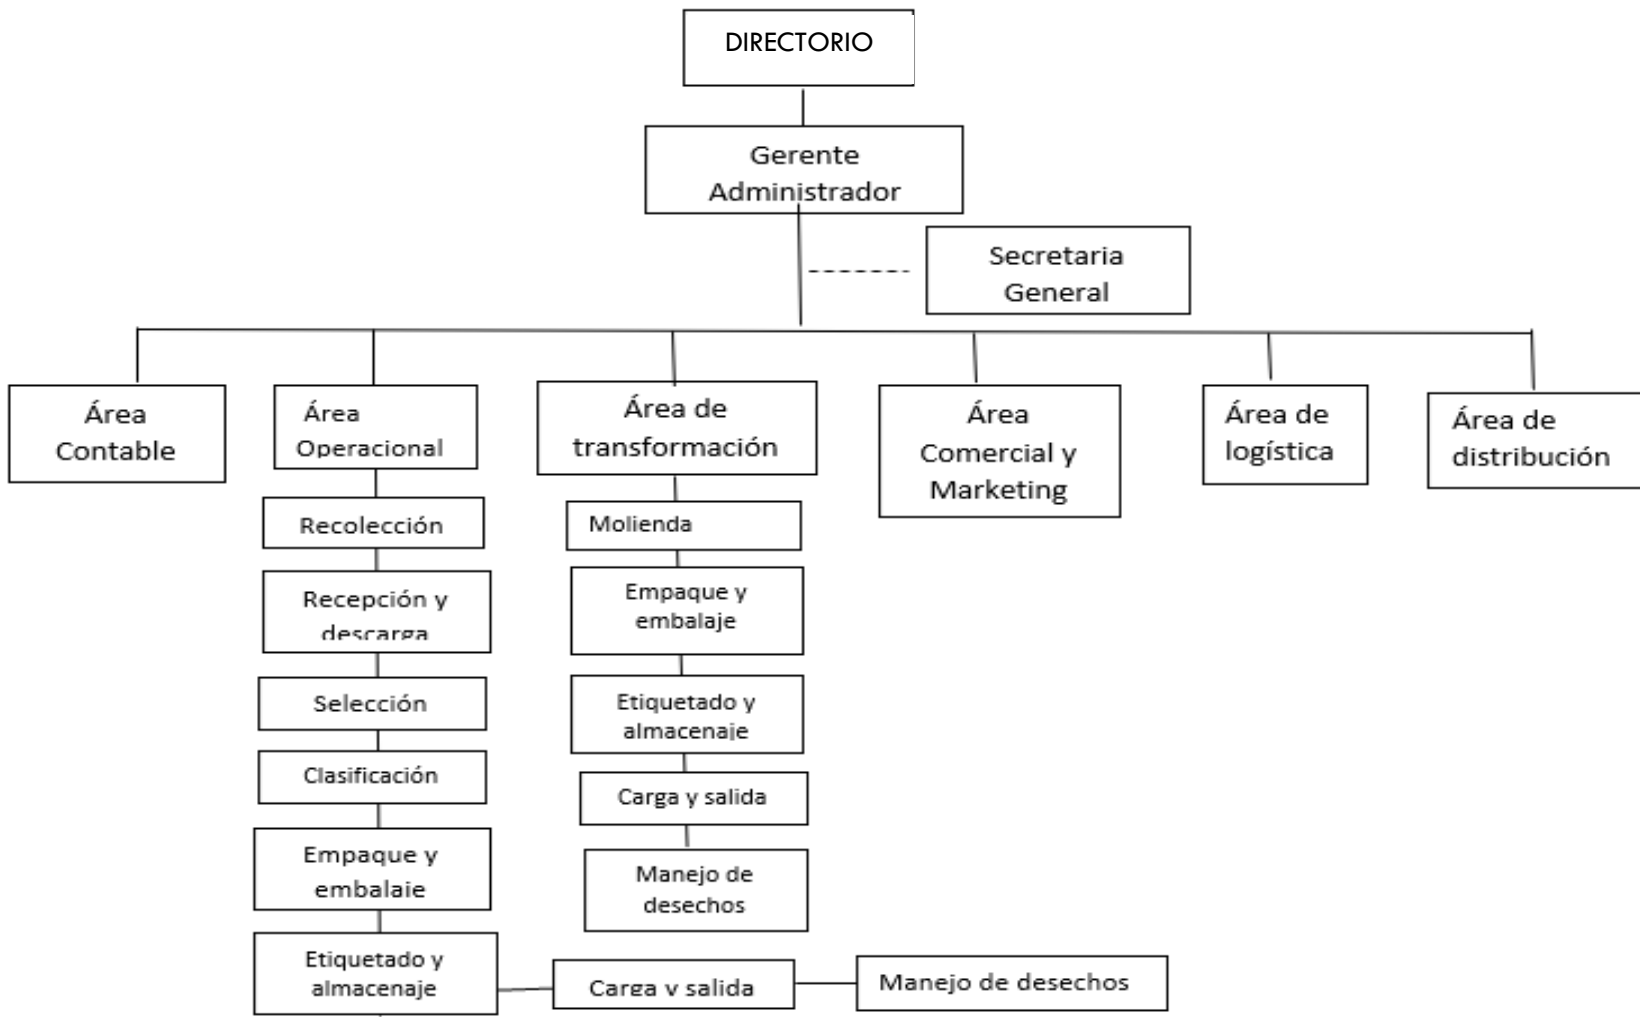 DIRECTORIO
Gerente
Administrador
Secretaria
General
Área
Contable
Área
Operacional
Área de
transformación
Área
Comercial y
Marketing
Área de
logística
Área de
distribución
Recolección
Recepción y
descarga
Selección
Clasificación
Empaque y
embalaje
Etiquetado y
almacenaje
Carga y salida
Manejo de desechos
Molienda
Empaque y
embalaje
Etiquetado y
almacenaje
Carga y salida
Manejo de
desechos